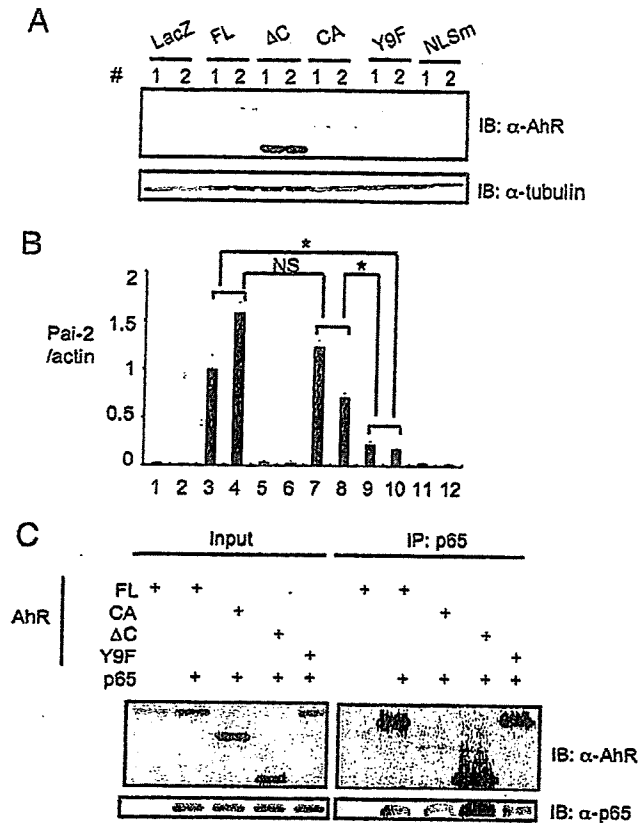 A
LacZ FL ΔC CA Y9F NLSm
# 1 2 1 2 1 2 1 2 1 2 1 2
IB: α-AhR
IB: α-tubulin
B
*
NS *
2
1.5
Pai-2
/actin
1
0.5
0
1 2 3 4 5 6 7 8 9 10 11 12
C
Input IP: p65
AhR
FL + + + +
CA + +
ΔC + +
Y9F + +
p65 + + + + + + + +
IB: α-AhR
IB: α-p65